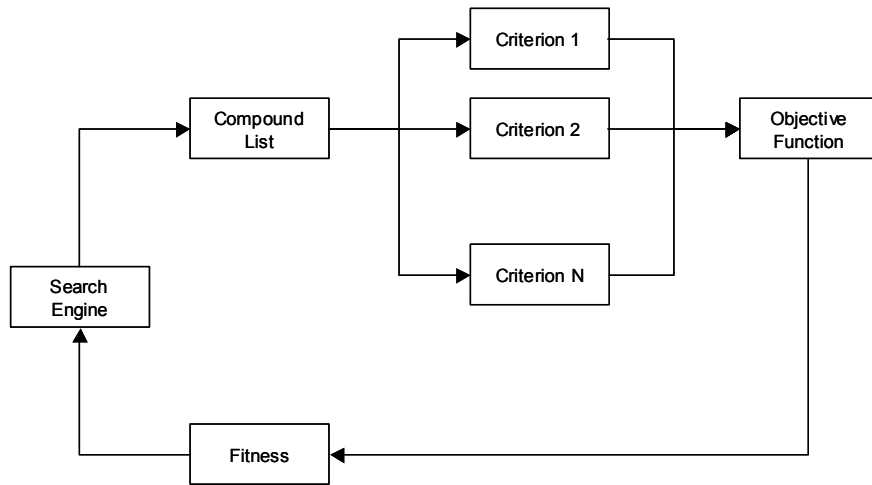 Criterion 1
Compound
List
Criterion 2
Objective
Function
Criterion N
Search
Engine
Fitness